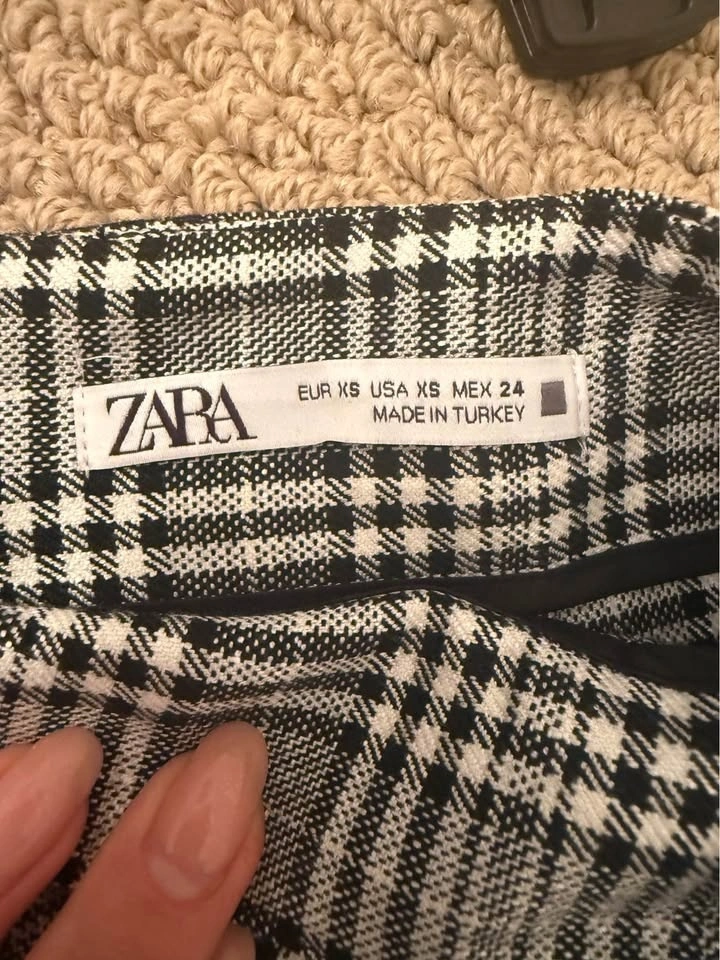 ZARA
EUR XS USA XS MEX 24
MADE IN TURKEY